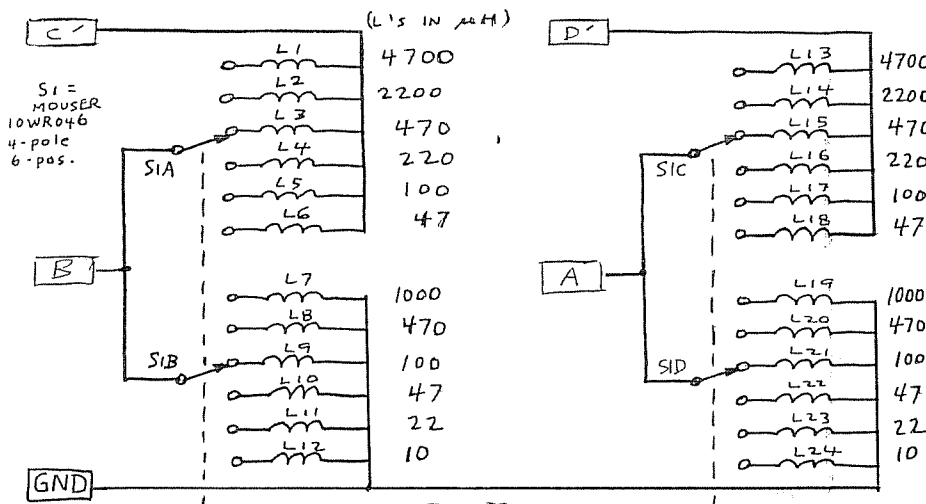 C' (L'S IN µH) D'
L1 4700 L13 4700
S1 =
MOUSER
10WR046
4-pole
6-pos.
L2 2200 L14 2200
L3 470 L15 470
S1A L4 220 S1C L16 220
L5 100 L17 100
L6 47 L18 47
B A
L7 1000 L19 1000
L8 470 L20 470
S1B L9 100 S1D L21 100
L10 47 L22 47
L11 22 L23 22
L12 10 L24 10
GND